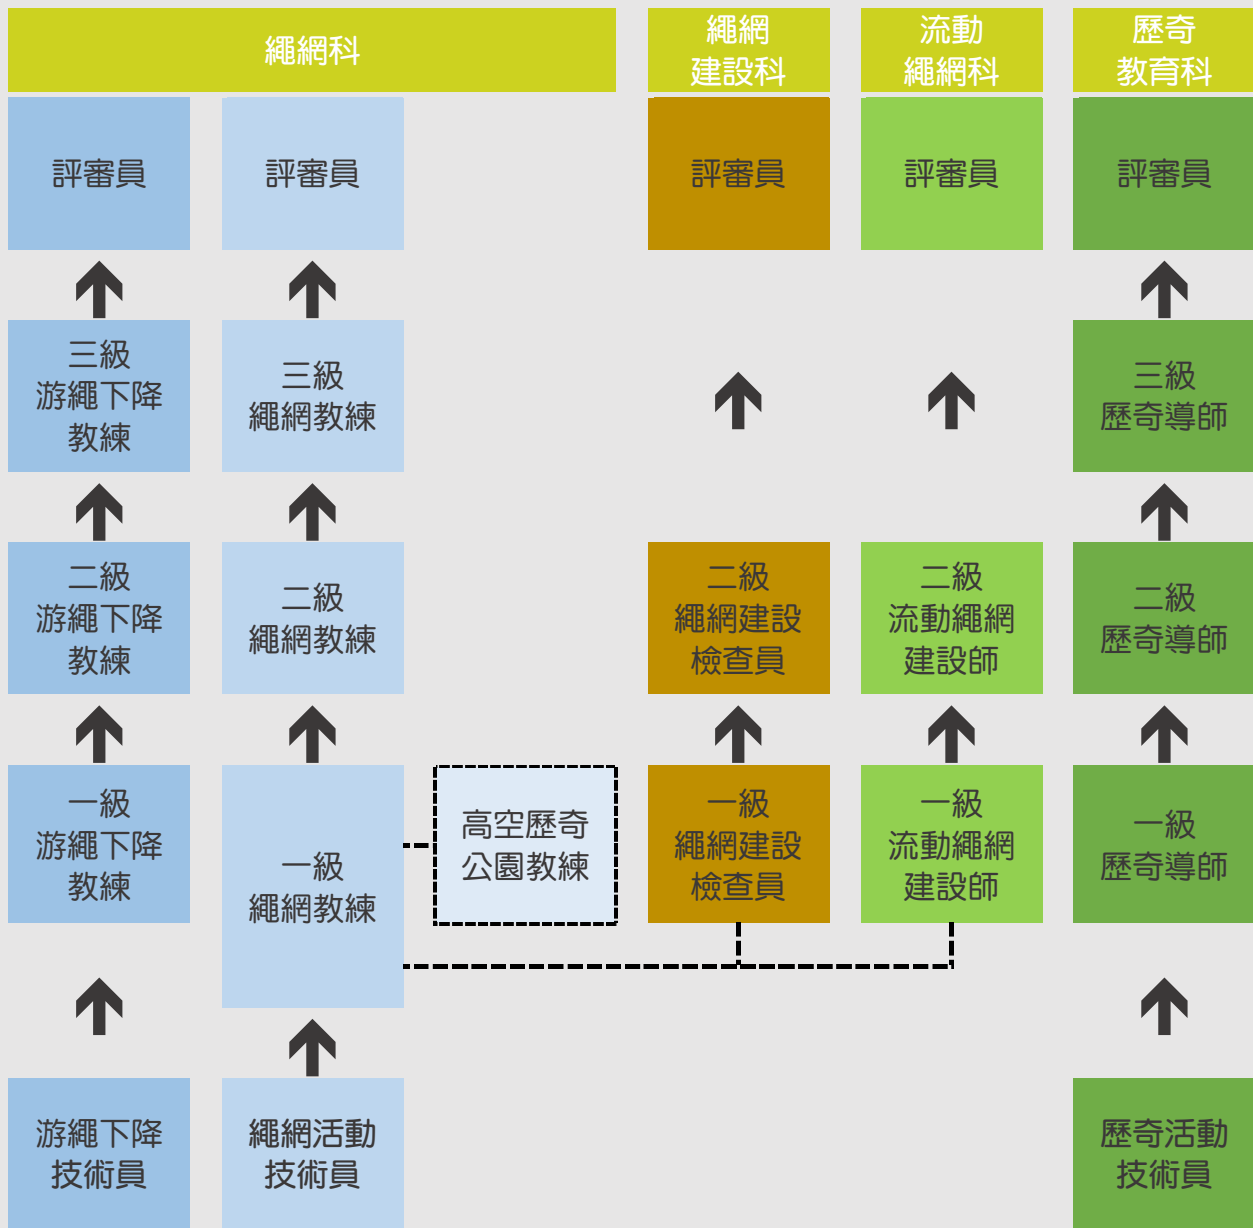 繩網科
繩網
建設科
流動
繩網科
歷奇
教育科
評審員
評審員
評審員
評審員
評審員
三級
游繩下降
教練
三級
繩網教練
三級
歷奇導師
二級
游繩下降
教練
二級
繩網教練
二級
繩網建設
檢查員
二級
流動繩網
建設師
二級
歷奇導師
一級
游繩下降
教練
一級
繩網教練
高空歷奇
公園教練
一級
繩網建設
檢查員
一級
流動繩網
建設師
一級
歷奇導師
游繩下降
技術員
繩網活動
技術員
歷奇活動
技術員